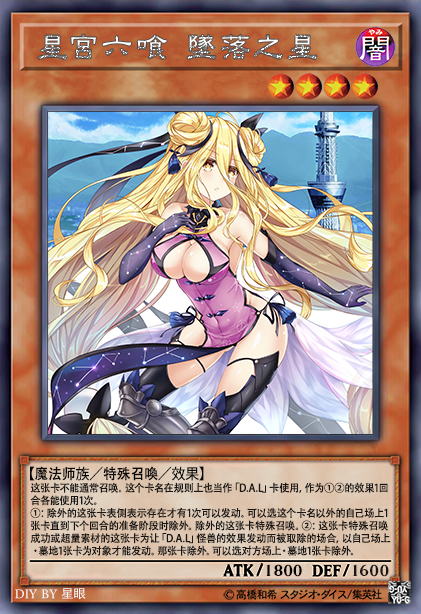 星宮六喰 墜落之星
やみ
闇
【魔法师族／特殊召喚／效果】
这张卡不能通常召唤。这个卡名在规则上也当作「D.A.L」卡使用，作为①②的效果1回
合各能使用1次。
①：除外的这张卡表側表示存在才有1次可以发动。可以选这个卡名以外的自己场上1
张卡直到下个回合的准备阶段时除外。除外的这张卡特殊召唤。②：这张卡特殊召唤
成功或超量素材的这张卡为让「D.A.L」怪兽的效果发动而被取除的场合，以自己场上
·墓地1张卡为对象才能发动。那张卡除外。可以选对方场上·墓地1张卡除外。
ATK/1800 DEF/1600
DIY BY 星眼
©高橋和希 スタジオ・ダイス/集英社